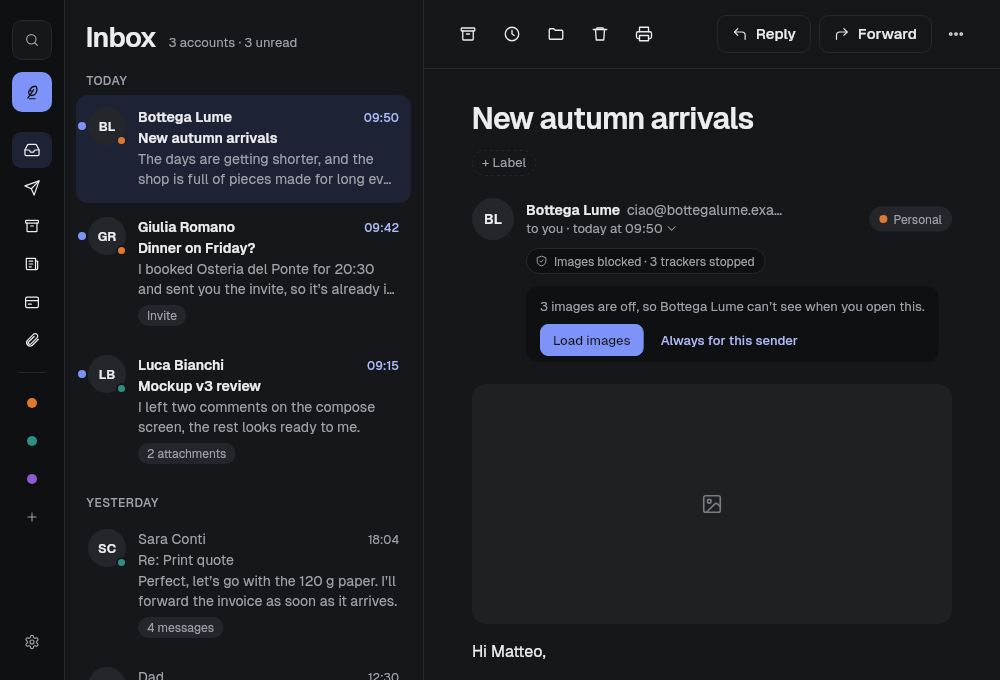 Inbox 3 accounts · 3 unread
TODAY
BL
Bottega Lume 09:50
New autumn arrivals
The days are getting shorter, and the
shop is full of pieces made for long ev…
GR
Giulia Romano 09:42
Dinner on Friday?
I booked Osteria del Ponte for 20:30
and sent you the invite, so it’s already i…
Invite
LB
Luca Bianchi 09:15
Mockup v3 review
I left two comments on the compose
screen, the rest looks ready to me.
2 attachments
YESTERDAY
SC
Sara Conti 18:04
Re: Print quote
Perfect, let’s go with the 120 g paper. I’ll
forward the invoice as soon as it arrives.
4 messages
Dad 12:30
Reply Forward
New autumn arrivals
+ Label
BL
Bottega Lume ciao@bottegalume.exa…
to you · today at 09:50
Personal
Images blocked · 3 trackers stopped
3 images are off, so Bottega Lume can’t see when you open this.
Load images Always for this sender
Hi Matteo,